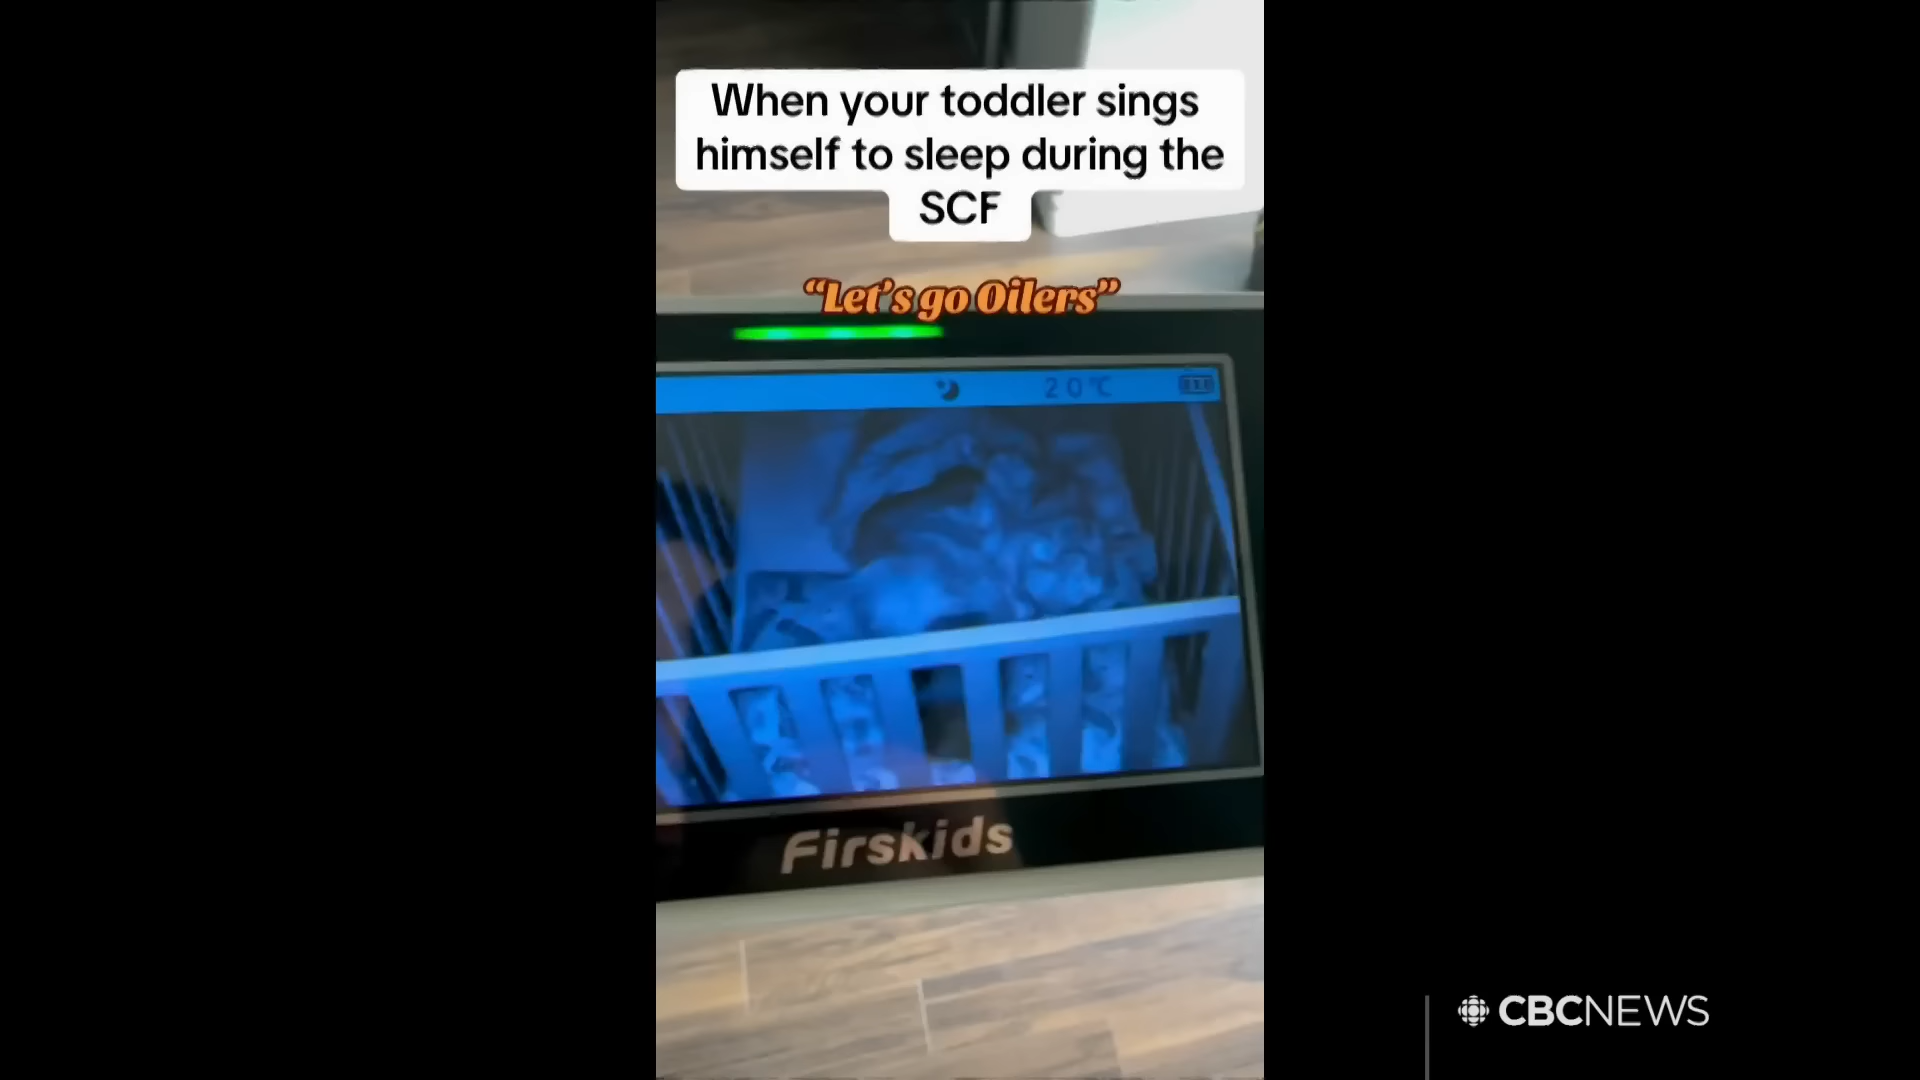 When your toddler sings
himself to sleep during the
SCF
“Let's go Oilers”
20°C
Firskids
CBCNEWS